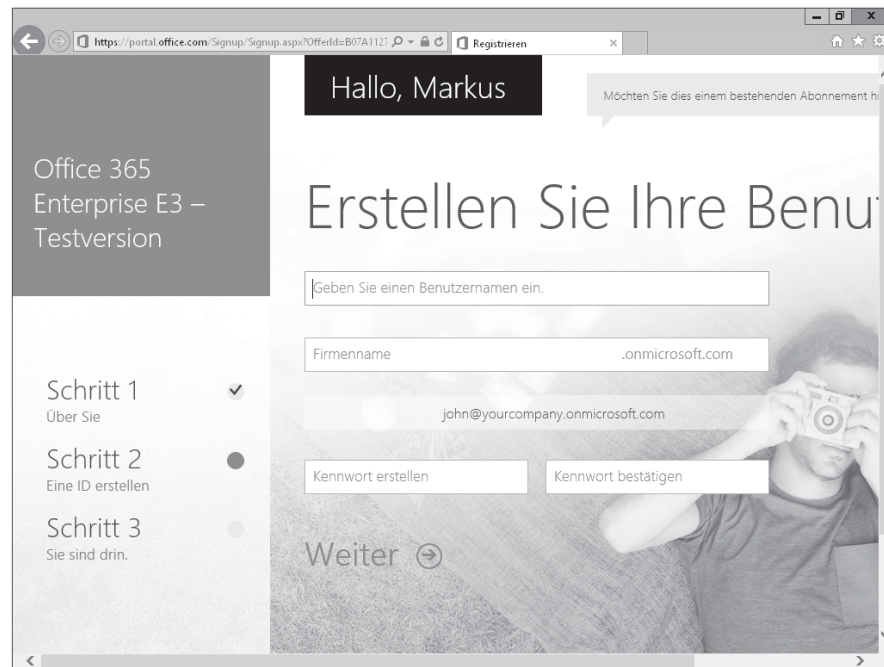 https://portal.office.com/Signup/Signup.aspx?OfferId=B07A1127
Registrieren
Hallo, Markus
Möchten Sie dies einem bestehenden Abonnement hi
Office 365
Enterprise E3 –
Testversion
Erstellen Sie Ihre Benu
Geben Sie einen Benutzernamen ein.
Firmenname .onmicrosoft.com
john@yourcompany.onmicrosoft.com
Kennwort erstellen Kennwort bestätigen
Schritt 1
Über Sie
Schritt 2
Eine ID erstellen
Schritt 3
Sie sind drin.
Weiter